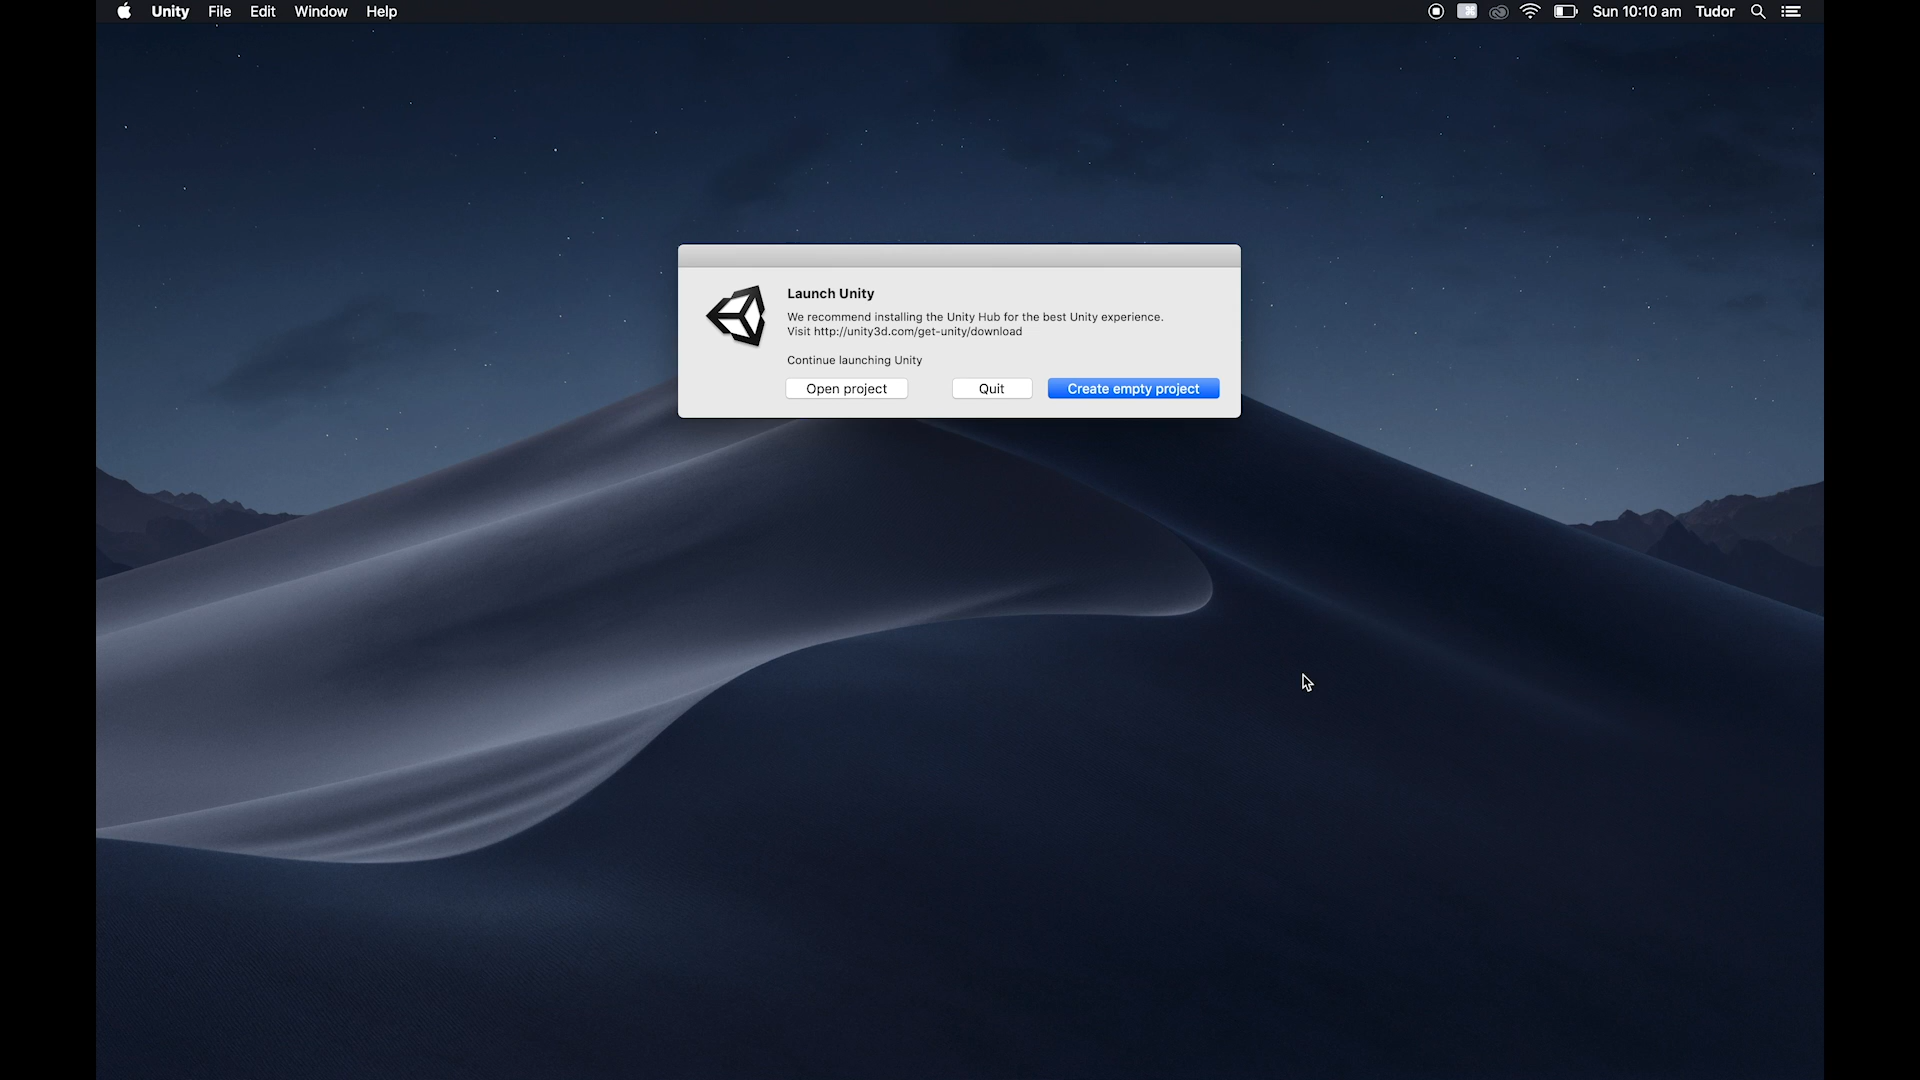 Unity File Edit Window Help Sun 10:10 am Tudor
Launch Unity
We recommend installing the Unity Hub for the best Unity experience.
Visit http://unity3d.com/get-unity/download
Continue launching Unity
Open project Quit Create empty project